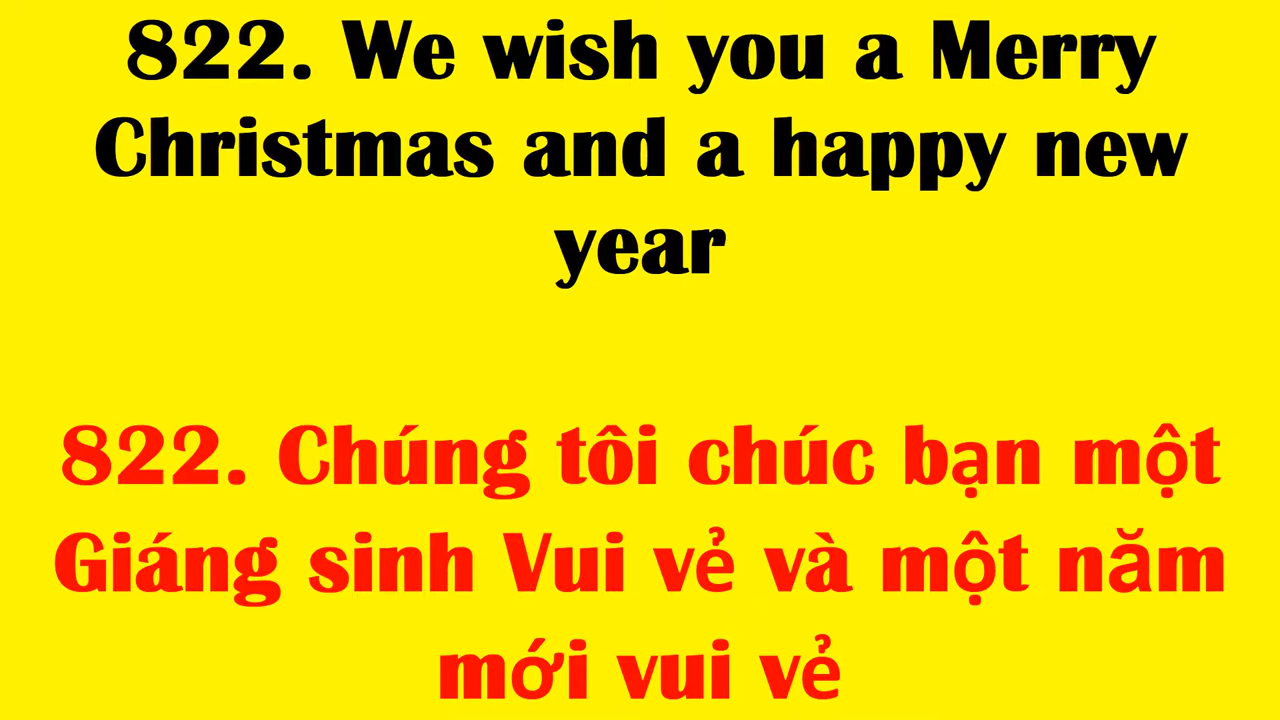 822. We wish you a Merry
Christmas and a happy new
year
822. Chúng tôi chúc bạn một
Giáng sinh Vui vẻ và một năm
mới vui vẻ